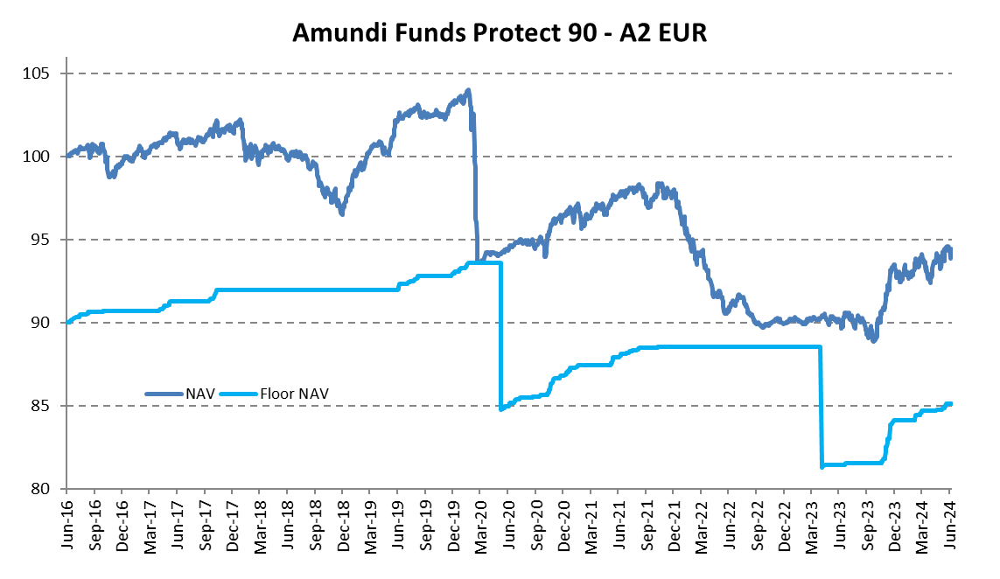 Amundi Funds Protect 90 - A2 EUR
105
100
95
90
85
80
NAV
Floor NAV
Jun-16
Sep-16
Dec-16
Mar-17
Jun-17
Sep-17
Dec-17
Mar-18
Jun-18
Sep-18
Dec-18
Mar-19
Jun-19
Sep-19
Dec-19
Mar-20
Jun-20
Sep-20
Dec-20
Mar-21
Jun-21
Sep-21
Dec-21
Mar-22
Jun-22
Sep-22
Dec-22
Mar-23
Jun-23
Sep-23
Dec-23
Mar-24
Jun-24